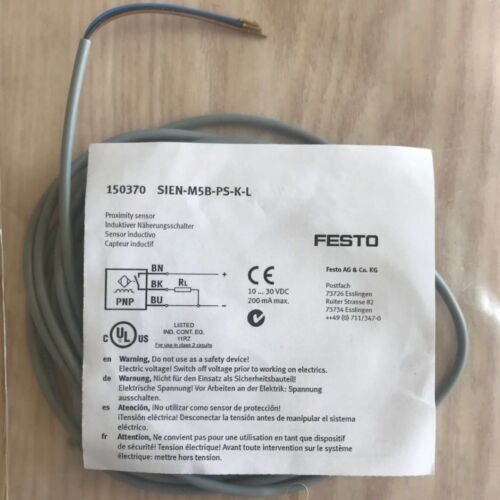 150370 SIEN-M5B-PS-K-L
Proximity sensor
Induktiver Näherungsschalter
Sensor inductivo
Capteur inductif
FESTO
BN
+
BK
RL
PNP
BU
-
CE
10 ... 30 VDC
200 mA max.
Festo AG & Co. KG
Postfach
73726 Esslingen
Ruiter Strasse 82
73734 Esslingen
++49 (0) 711/347-0
C UL US
LISTED
IND. CONT. EQ.
11RZ
For use in class 2 circuits
en Warning, Do not use as a safety device!
Electric voltage! Switch off voltage prior to working on electrics.
de Warnung, Nicht für den Einsatz als Sicherheitsbauteil!
Elektrische Spannung! Vor Arbeiten an der Elektrik: Spannung
ausschalten.
es Atención, ¡No utilizar como sensor de protección!
¡Tensión eléctrica! Desconectar la tensión antes de manipular el sistema
eléctrico.
fr Attention, Ne convient pas pour une utilisation en tant que dispositif
de sécurité! Tension électrique! Avant toute intervention sur le système
électrique: mettre hors tension.